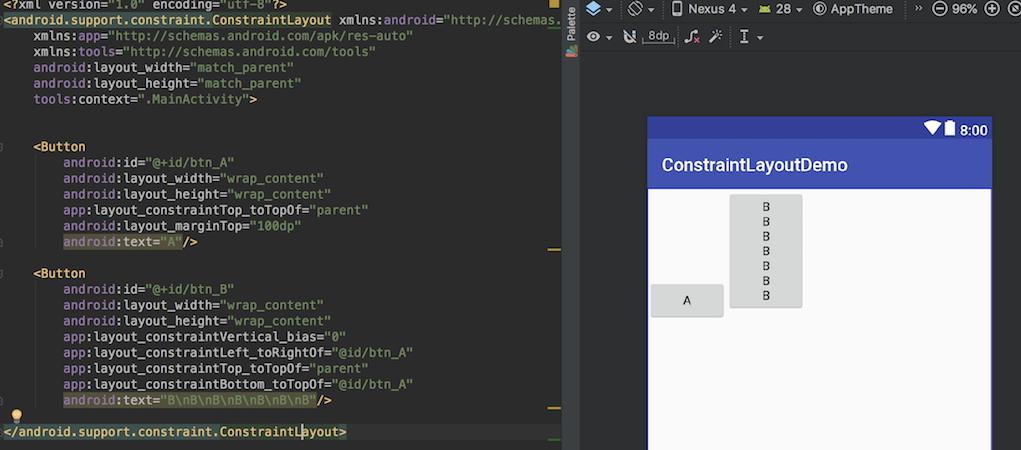 <?xml version="1.0" encoding="utf-8"?>
<android.support.constraint.ConstraintLayout xmlns:android="http://schemas.
xmlns:app="http://schemas.android.com/apk/res-auto"
xmlns:tools="http://schemas.android.com/tools"
android:layout_width="match_parent"
android:layout_height="match_parent"
tools:context=".MainActivity">
<Button
android:id="@+id/btn_A"
android:layout_width="wrap_content"
android:layout_height="wrap_content"
app:layout_constraintTop_toTopOf="parent"
android:layout_marginTop="100dp"
android:text="A"/>
<Button
android:id="@+id/btn_B"
android:layout_width="wrap_content"
android:layout_height="wrap_content"
app:layout_constraintVertical_bias="0"
app:layout_constraintLeft_toRightOf="@id/btn_A"
app:layout_constraintTop_toTopOf="parent"
app:layout_constraintBottom_toTopOf="@id/btn_A"
android:text="B\nB\nB\nB\nB\nB\nB"/>
</android.support.constraint.ConstraintLayout>
Palette
Nexus 4 28 AppTheme 96%
8dp
8:00
ConstraintLayoutDemo
B
B
B
B
B
B
B
A